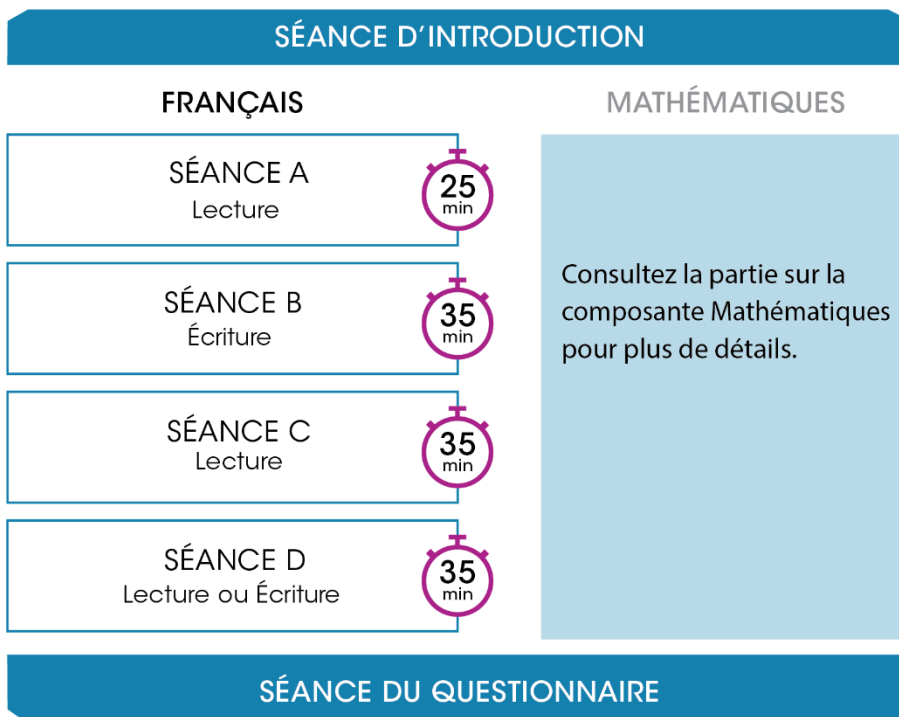 SÉANCE D'INTRODUCTION
FRANÇAIS
MATHÉMATIQUES
SÉANCE A
Lecture
25
min
SÉANCE B
Écriture
35
min
SÉANCE C
Lecture
35
min
SÉANCE D
Lecture ou Écriture
35
min
Consultez la partie sur la
composante Mathématiques
pour plus de détails.
SÉANCE DU QUESTIONNAIRE